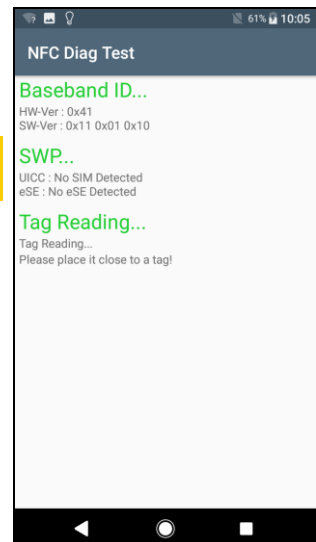 61% 10:05
NFC Diag Test
Baseband ID...
HW-Ver : 0x41
SW-Ver : 0x11 0x01 0x10
SWP...
UICC : No SIM Detected
eSE : No eSE Detected
Tag Reading...
Tag Reading...
Please place it close to a tag!